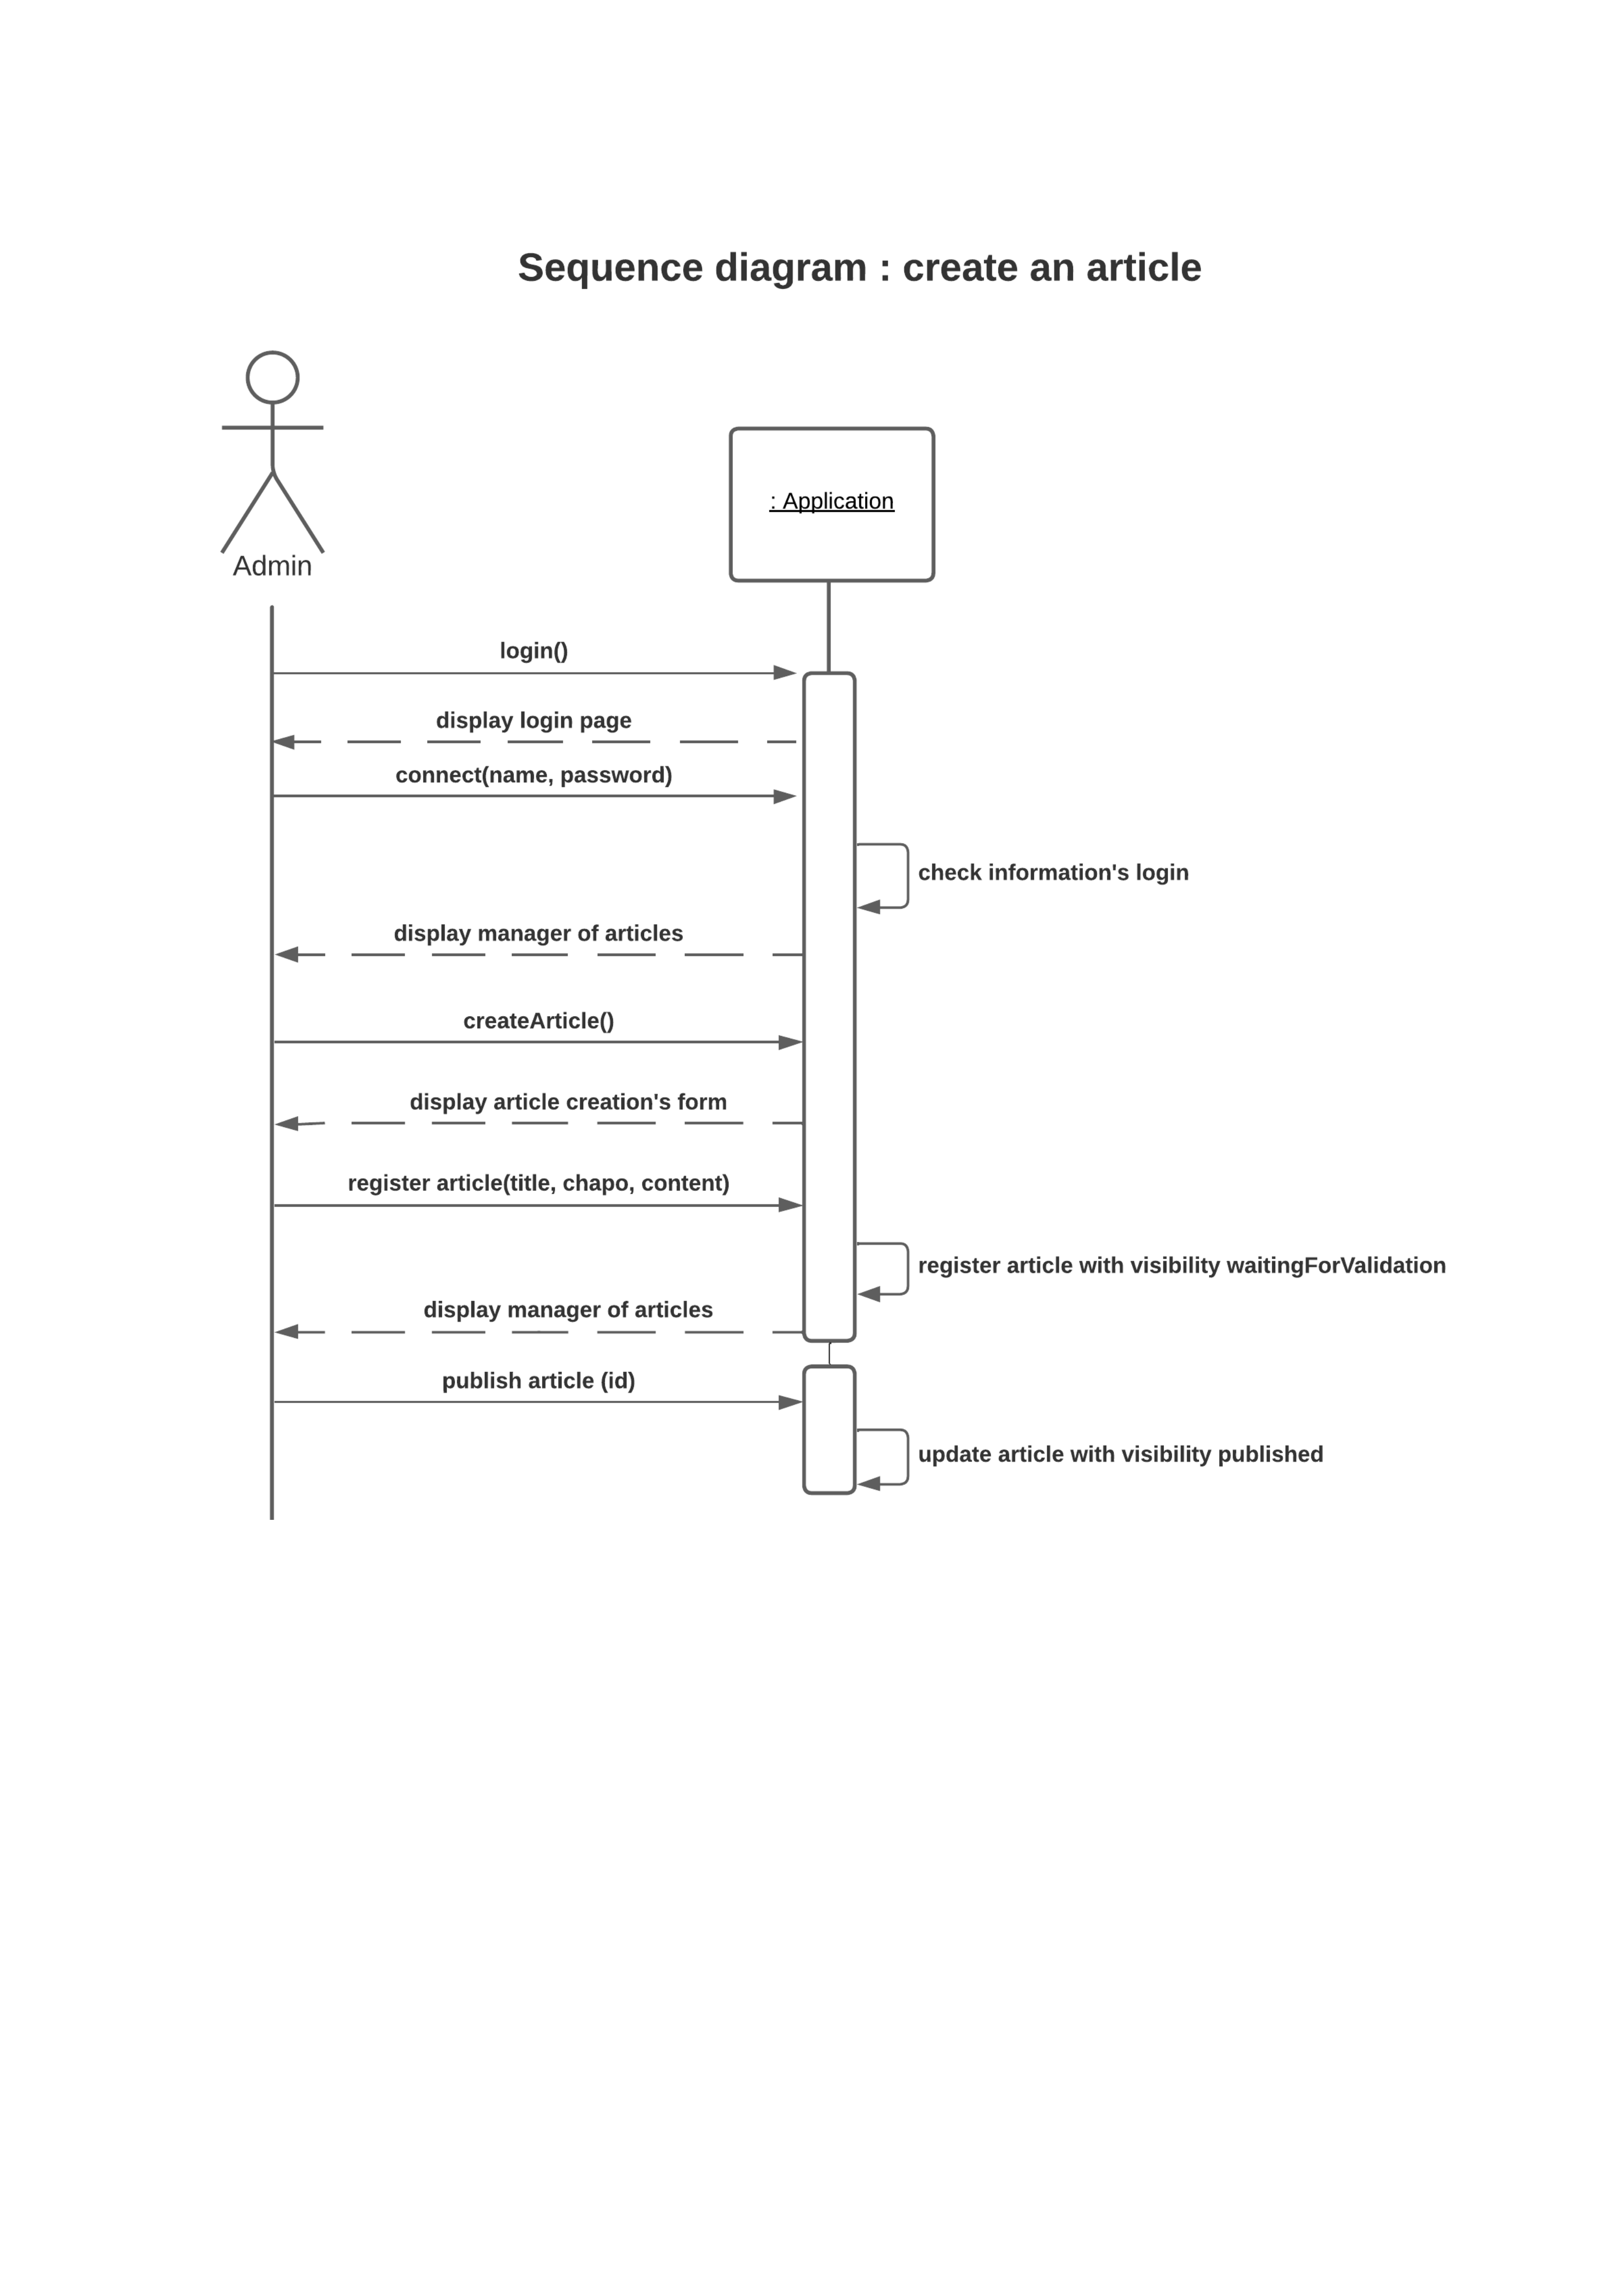 Sequence diagram : create an article
Admin
: Application
login()
display login page
connect(name, password)
check information's login
display manager of articles
createArticle()
display article creation's form
register article(title, chapo, content)
register article with visibility waitingForValidation
display manager of articles
publish article (id)
update article with visibility published